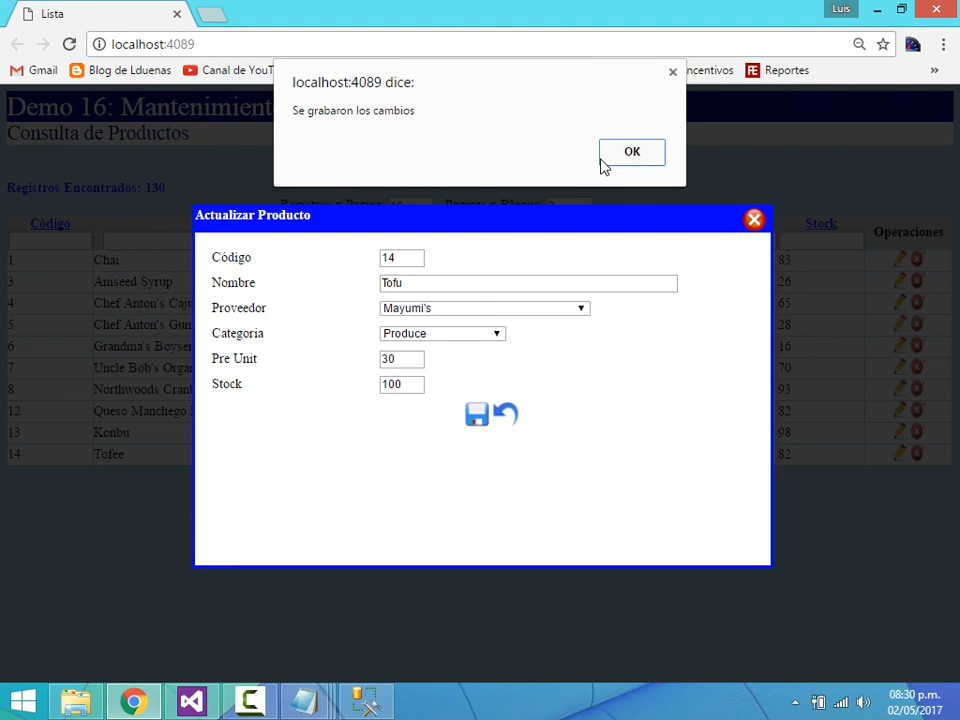 Lista
Luis
localhost:4089
Gmail
Blog de Lduenas
Canal de YouT
ncentivos
Reportes
»
localhost:4089 dice:
Se grabaron los cambios
OK
Demo 16: Mantenimient
Consulta de Productos
Registros Encontrados: 130
Código
Stock
Operaciones
1 Chai 83
3 Aniseed Syrup 26
4 Chef Anton's Caju 65
5 Chef Anton's Gum 28
6 Grandma's Boysen 16
7 Uncle Bob's Organ 70
8 Northwoods Cranb 93
12 Queso Manchego 82
13 Konbu 98
14 Tofee 82
Actualizar Producto
Código 14
Nombre Tofu
Proveedor Mayumi's
Categoria Produce
Pre Unit 30
Stock 100
08:30 p.m.
02/05/2017